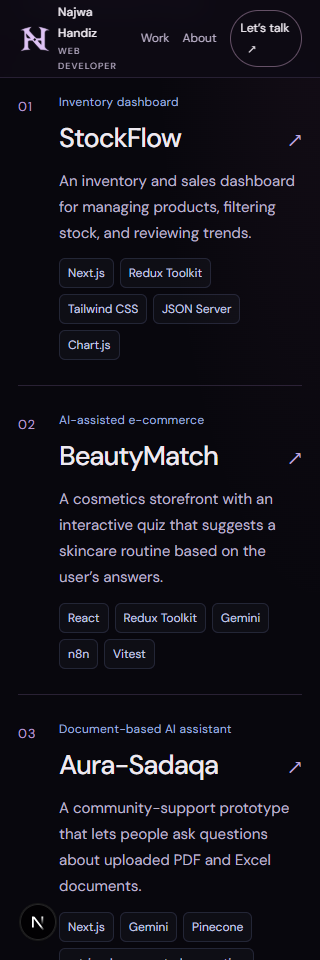 Najwa
Handiz
WEB
DEVELOPER
Work
About
Let's talk
↗
01
Inventory dashboard
StockFlow
↗
An inventory and sales dashboard
for managing products, filtering
stock, and reviewing trends.
Next.js
Redux Toolkit
Tailwind CSS
JSON Server
Chart.js
02
AI-assisted e-commerce
BeautyMatch
↗
A cosmetics storefront with an
interactive quiz that suggests a
skincare routine based on the
user's answers.
React
Redux Toolkit
Gemini
n8n
Vitest
03
Document-based AI assistant
Aura-Sadaqa
↗
A community-support prototype
that lets people ask questions
about uploaded PDF and Excel
documents.
Next.js
Gemini
Pinecone